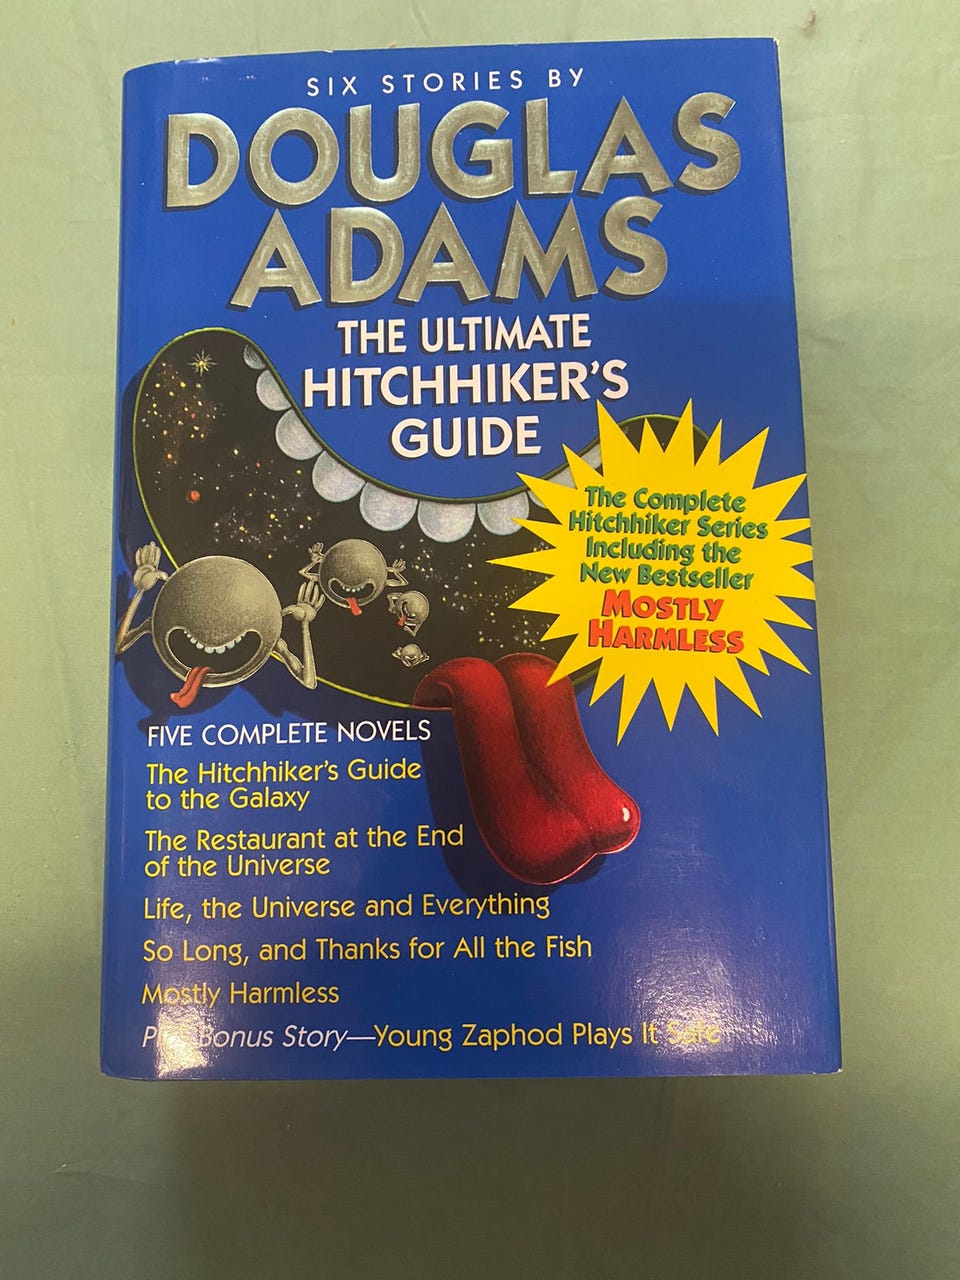 SIX STORIES BY
DOUGLAS
ADAMS
THE ULTIMATE
HITCHHIKER'S
GUIDE
The Complete
Hitchhiker Series
Including the
New Bestseller
MOSTLY
HARMLESS
FIVE COMPLETE NOVELS
The Hitchhiker's Guide
to the Galaxy
The Restaurant at the End
of the Universe
Life, the Universe and Everything
So Long, and Thanks for All the Fish
Mostly Harmless
Plus Bonus Story—Young Zaphod Plays It Safe